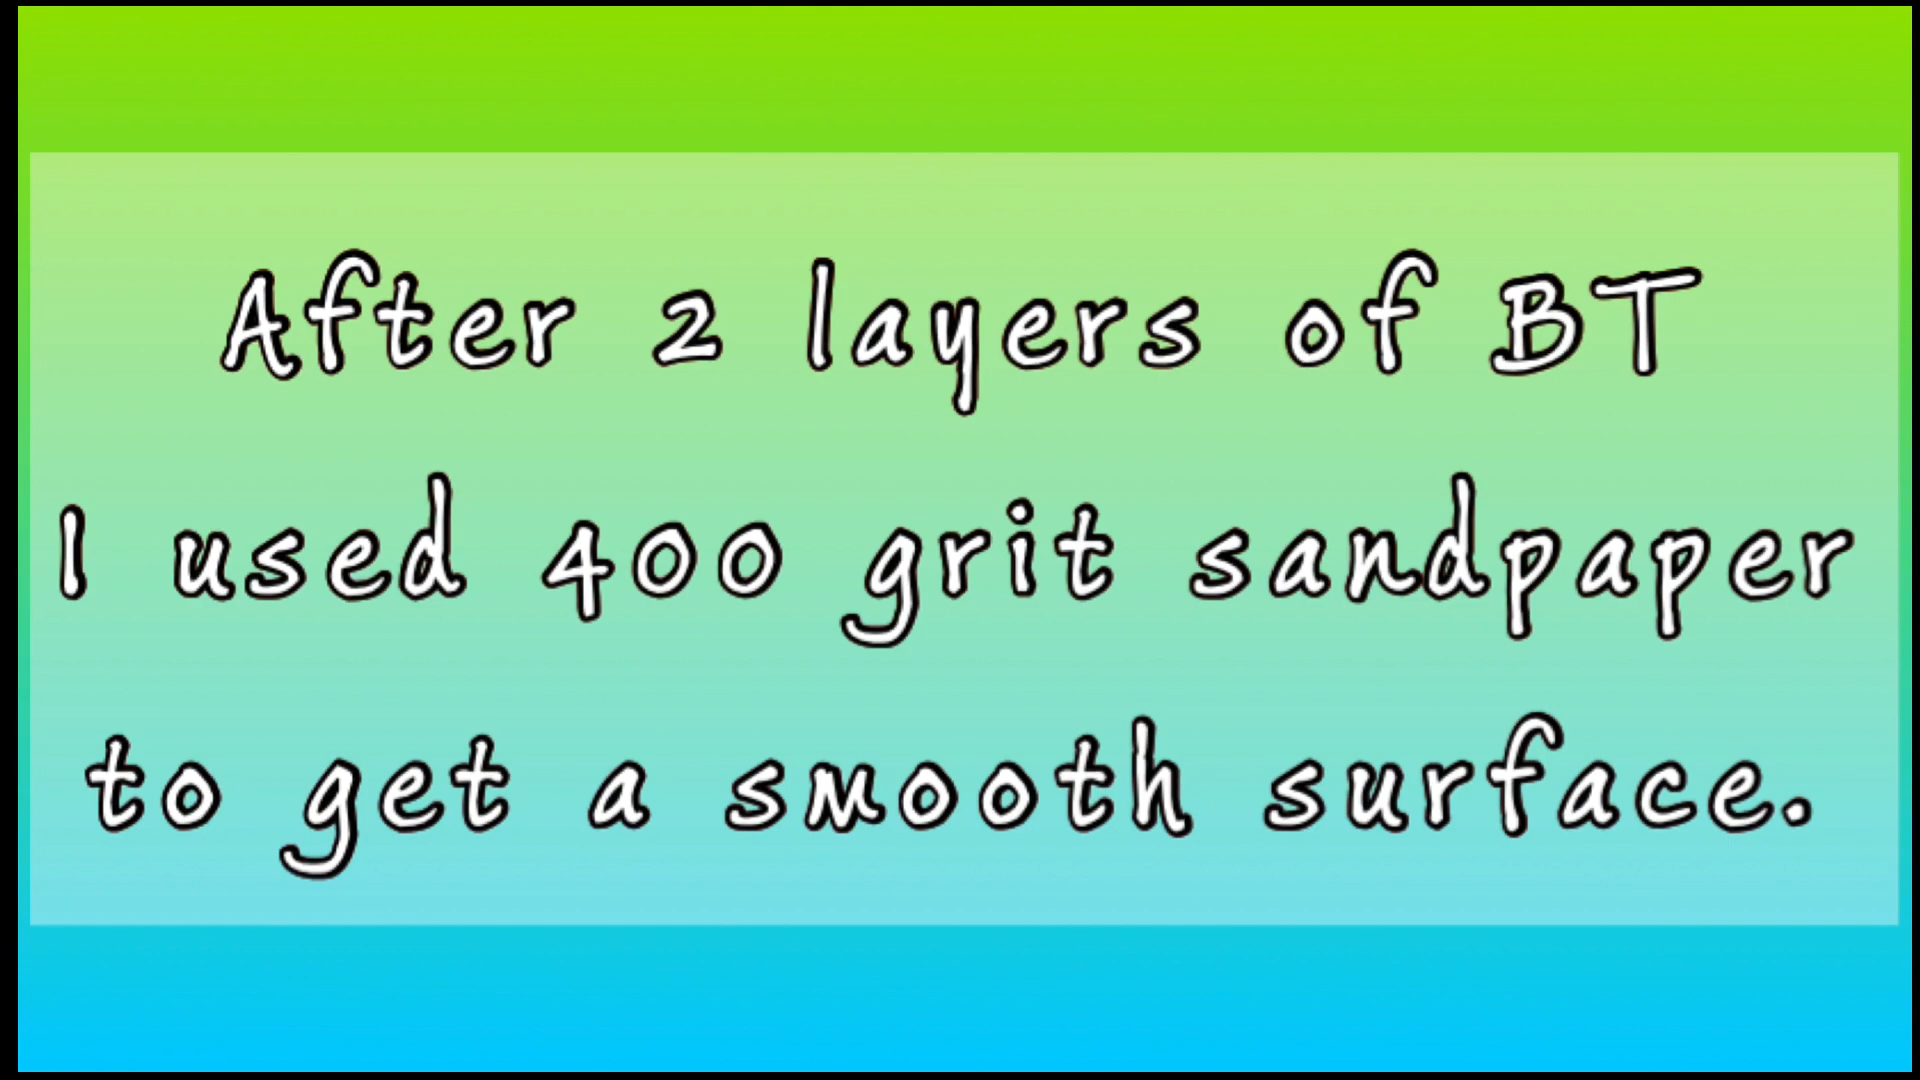 After 2 layers of BT
I used 400 grit sandpaper
to get a smooth surface.